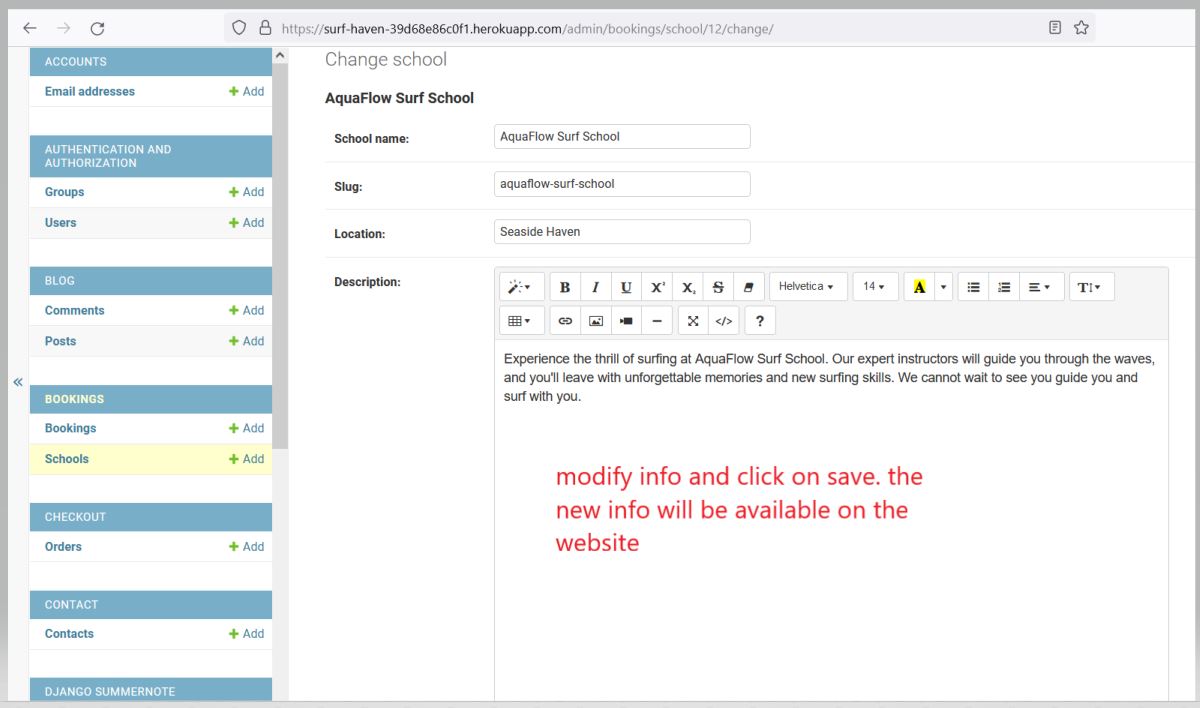 https://surf-haven-39d68e86c0f1.herokuapp.com/admin/bookings/school/12/change/
ACCOUNTS
Email addresses + Add
AUTHENTICATION AND
AUTHORIZATION
Groups + Add
Users + Add
BLOG
Comments + Add
Posts + Add
«
BOOKINGS
Bookings + Add
Schools + Add
CHECKOUT
Orders + Add
CONTACT
Contacts + Add
DJANGO SUMMERNOTE
Change school
AquaFlow Surf School
School name: AquaFlow Surf School
Slug: aquaflow-surf-school
Location: Seaside Haven
Description:
B I U X² X₂ S Helvetica 14 A TI
</> ?
Experience the thrill of surfing at AquaFlow Surf School. Our expert instructors will guide you through the waves,
and you'll leave with unforgettable memories and new surfing skills. We cannot wait to see you guide you and
surf with you.
modify info and click on save. the
new info will be available on the
website